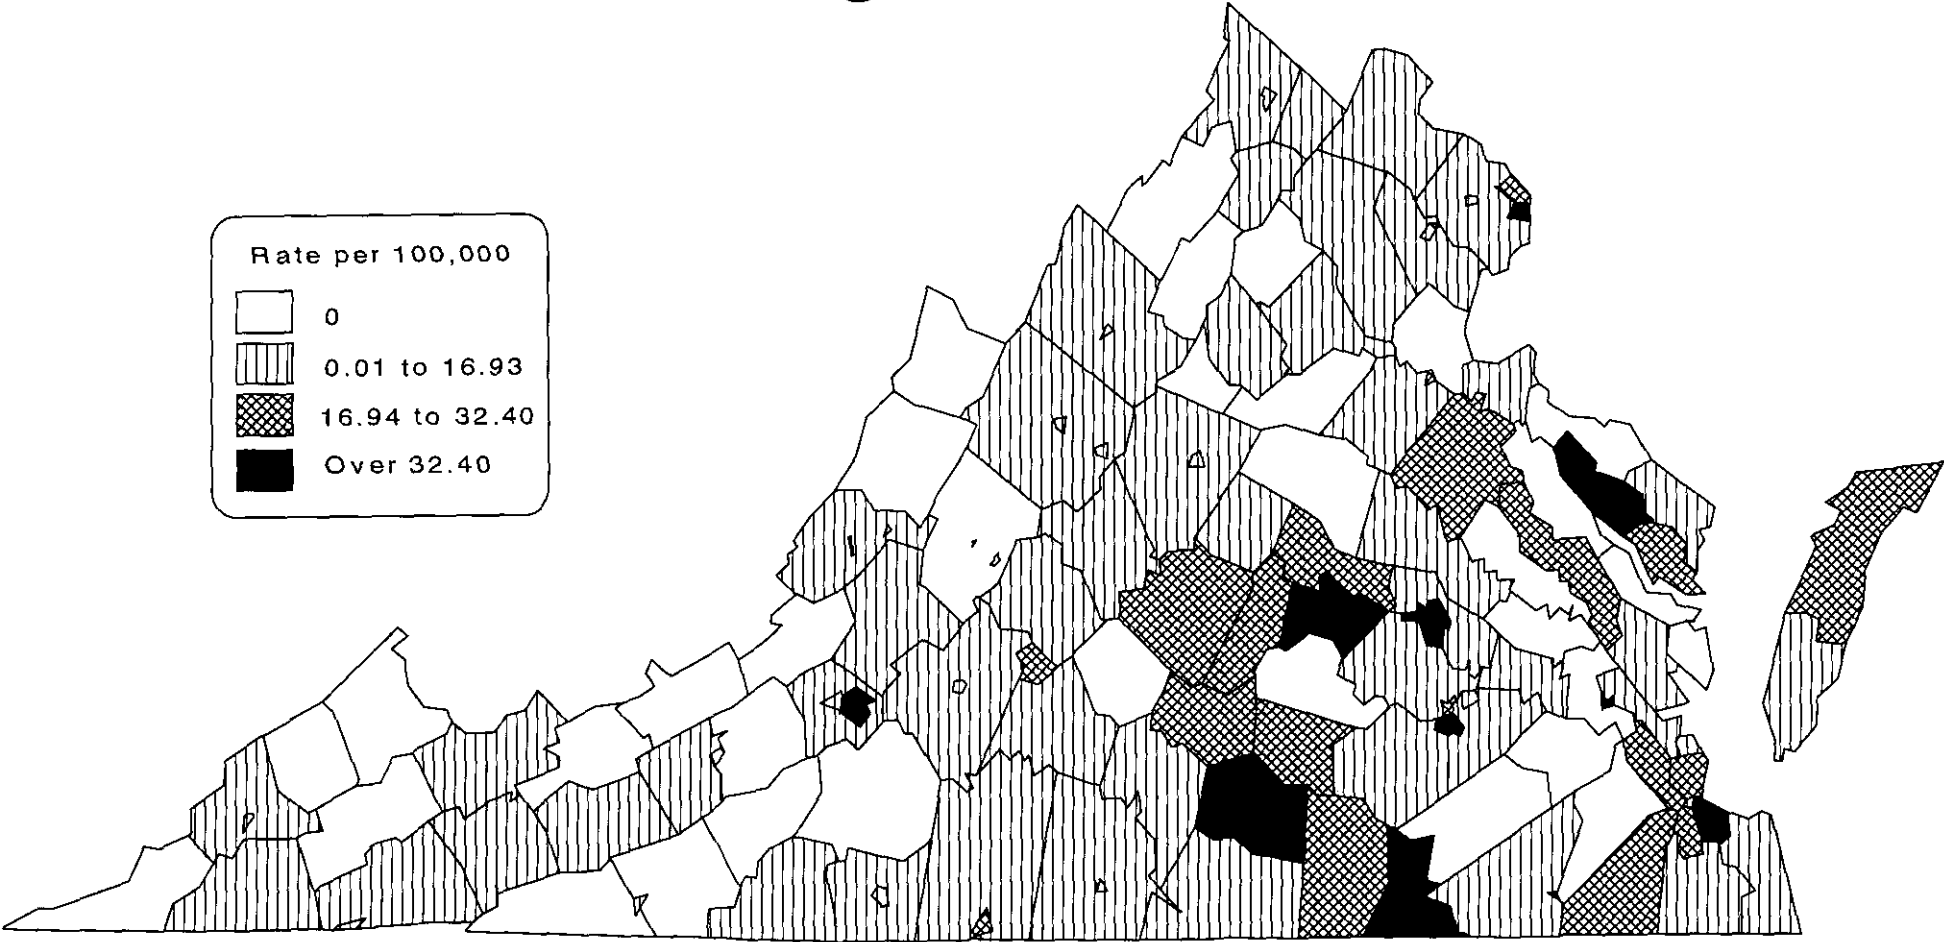 Rate per 100,000
0
0.01 to 16.93
16.94 to 32.40
Over 32.40